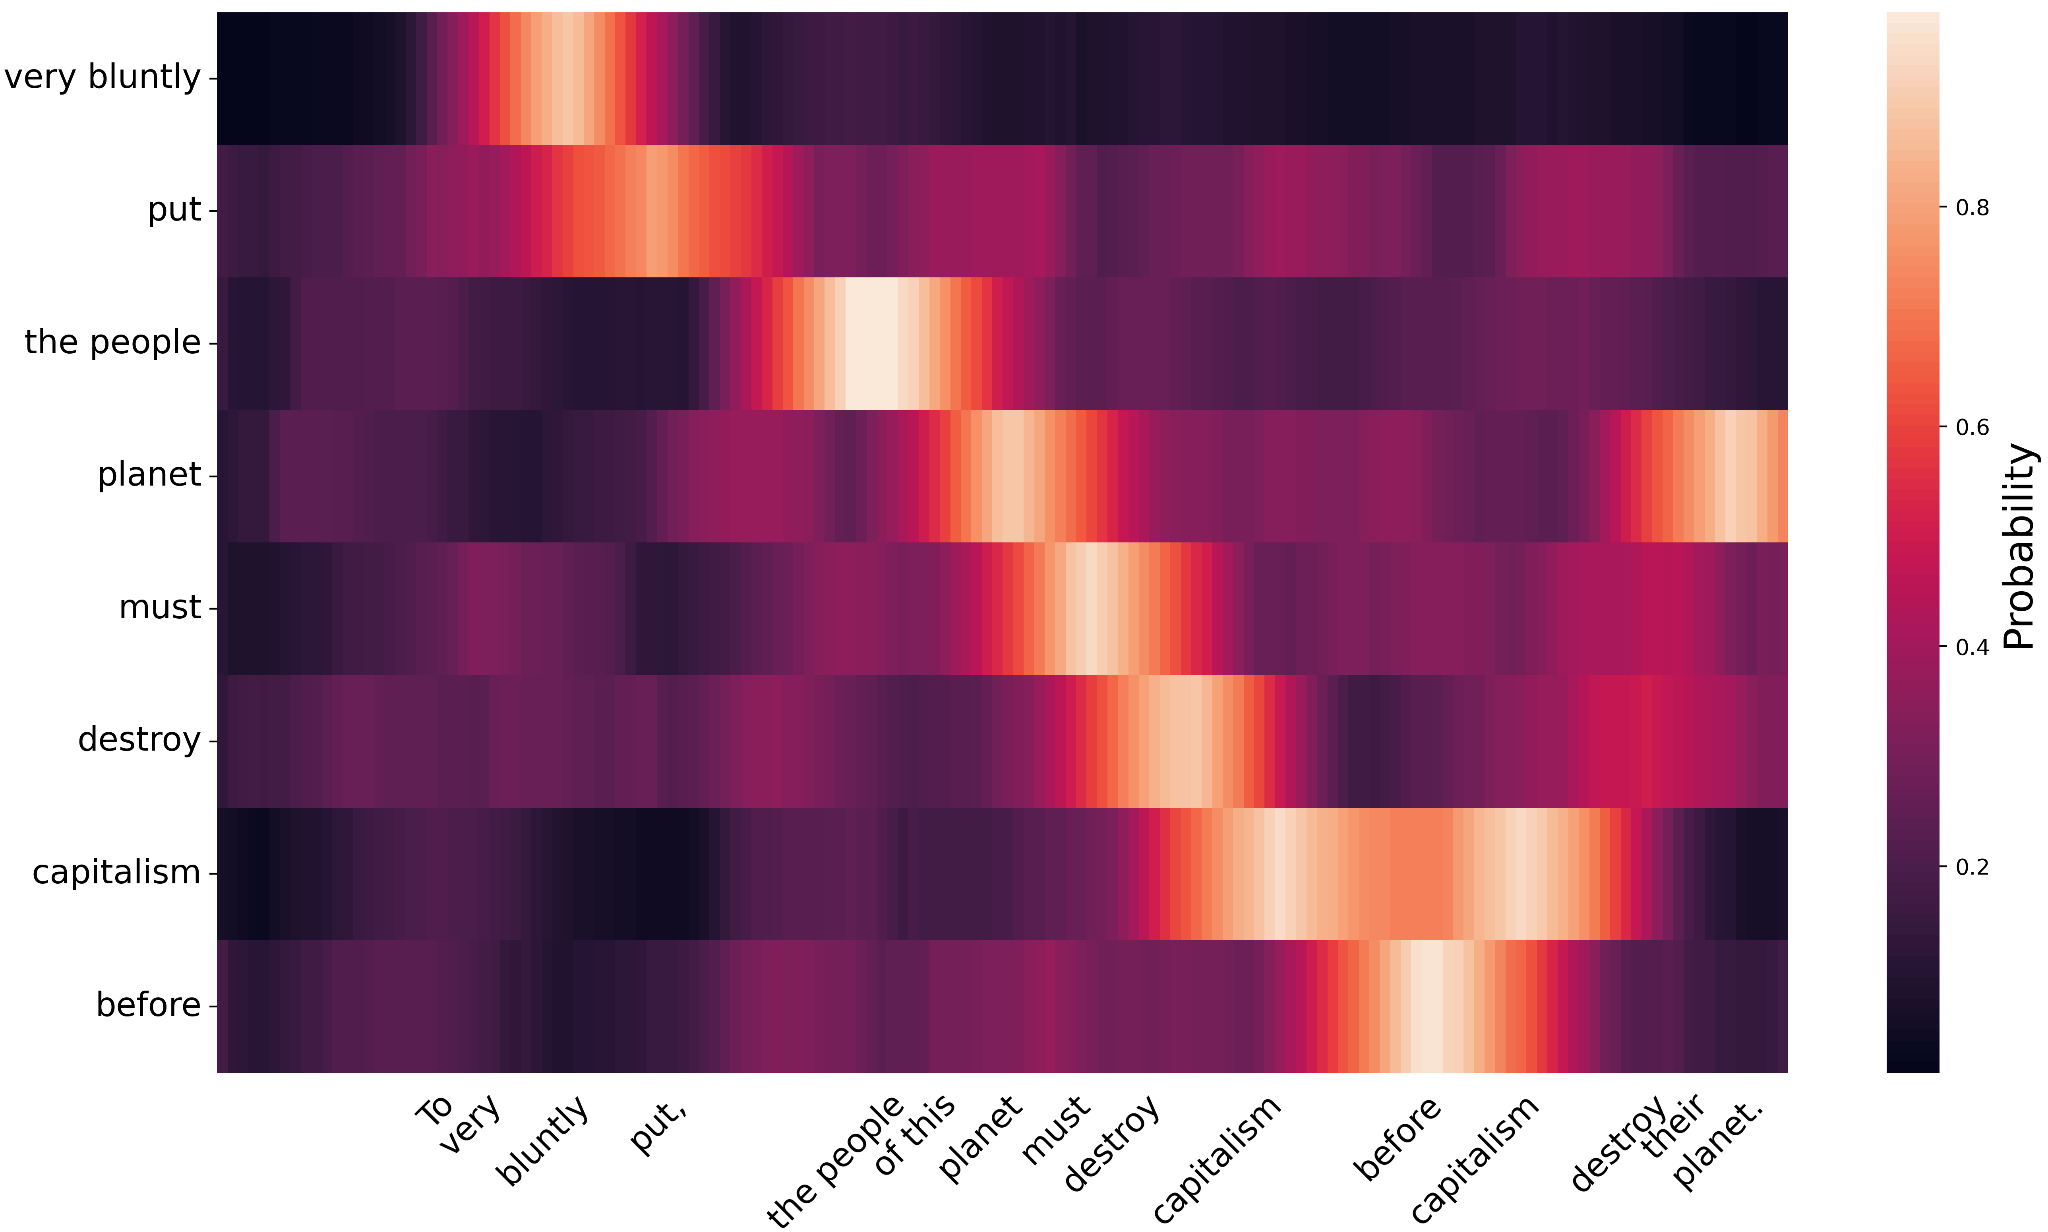 very bluntly
put
the people
planet
must
destroy
capitalism
before
To
very
bluntly
put,
the people
of this
planet
must
destroy
capitalism
before
capitalism
destroy
their
planet.
0.8
0.6
0.4
0.2
Probability